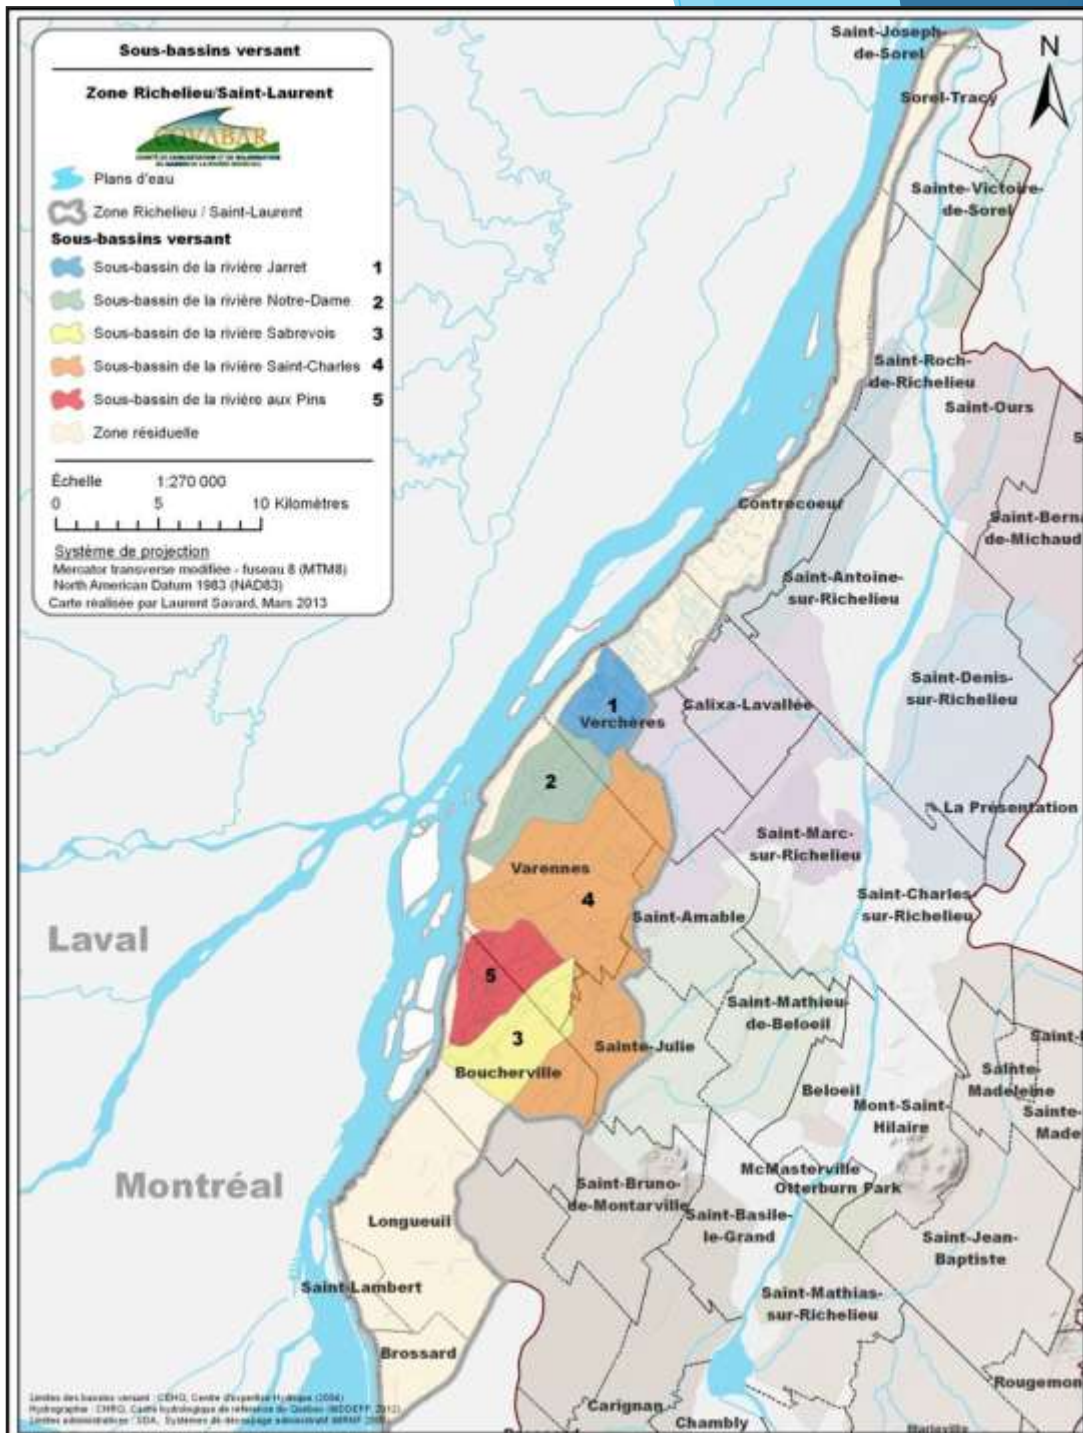 Sous-bassins versant
Zone Richelieu/Saint-Laurent
COVABAR
Plans d'eau
Zone Richelieu / Saint-Laurent
Sous-bassins versant
Sous-bassin de la rivière Jarret 1
Sous-bassin de la rivière Notre-Dame 2
Sous-bassin de la rivière Sabrevois 3
Sous-bassin de la rivière Saint-Charles 4
Sous-bassin de la rivière aux Pins 5
Zone résiduelle
Échelle 1:270 000
0 5 10 Kilomètres
Système de projection
Mercator transverse modifiée - fuseau 8 (MTM8)
North American Datum 1983 (NAD83)
Carte réalisée par Laurent Savard, Mars 2013
N
Saint-Joseph-
de-Sorel
Sorel-Tracy
Sainte-Victoire-
de-Sorel
Saint-Roch-
de-Richelieu
Saint-Ours
S
Contrecoeur
Saint-Berna
de-Michaud
Saint-Antoine-
sur-Richelieu
Saint-Denis-
sur-Richelieu
1
Verchères
Calixa-Lavallée
2
La Présentation
Saint-Marc-
sur-Richelieu
Varennes
4
Saint-Charles-
sur-Richelieu
Saint-Amable
Laval
5
Saint-Mathieu-
de-Beloeil
3
Sainte-Julie
Boucherville
Beloeil
Sainte-
Madeleine
Mont-Saint-
Hilaire
Sainte-
Made
McMasterville
Otterburn Park
Montréal
Saint-Bruno-
de-Montarville
Saint-Basile-
le-Grand
Longueuil
Saint-Jean-
Baptiste
Saint-Lambert
Saint-Mathias-
sur-Richelieu
Brossard
Rougemon
Carignan
Chambly